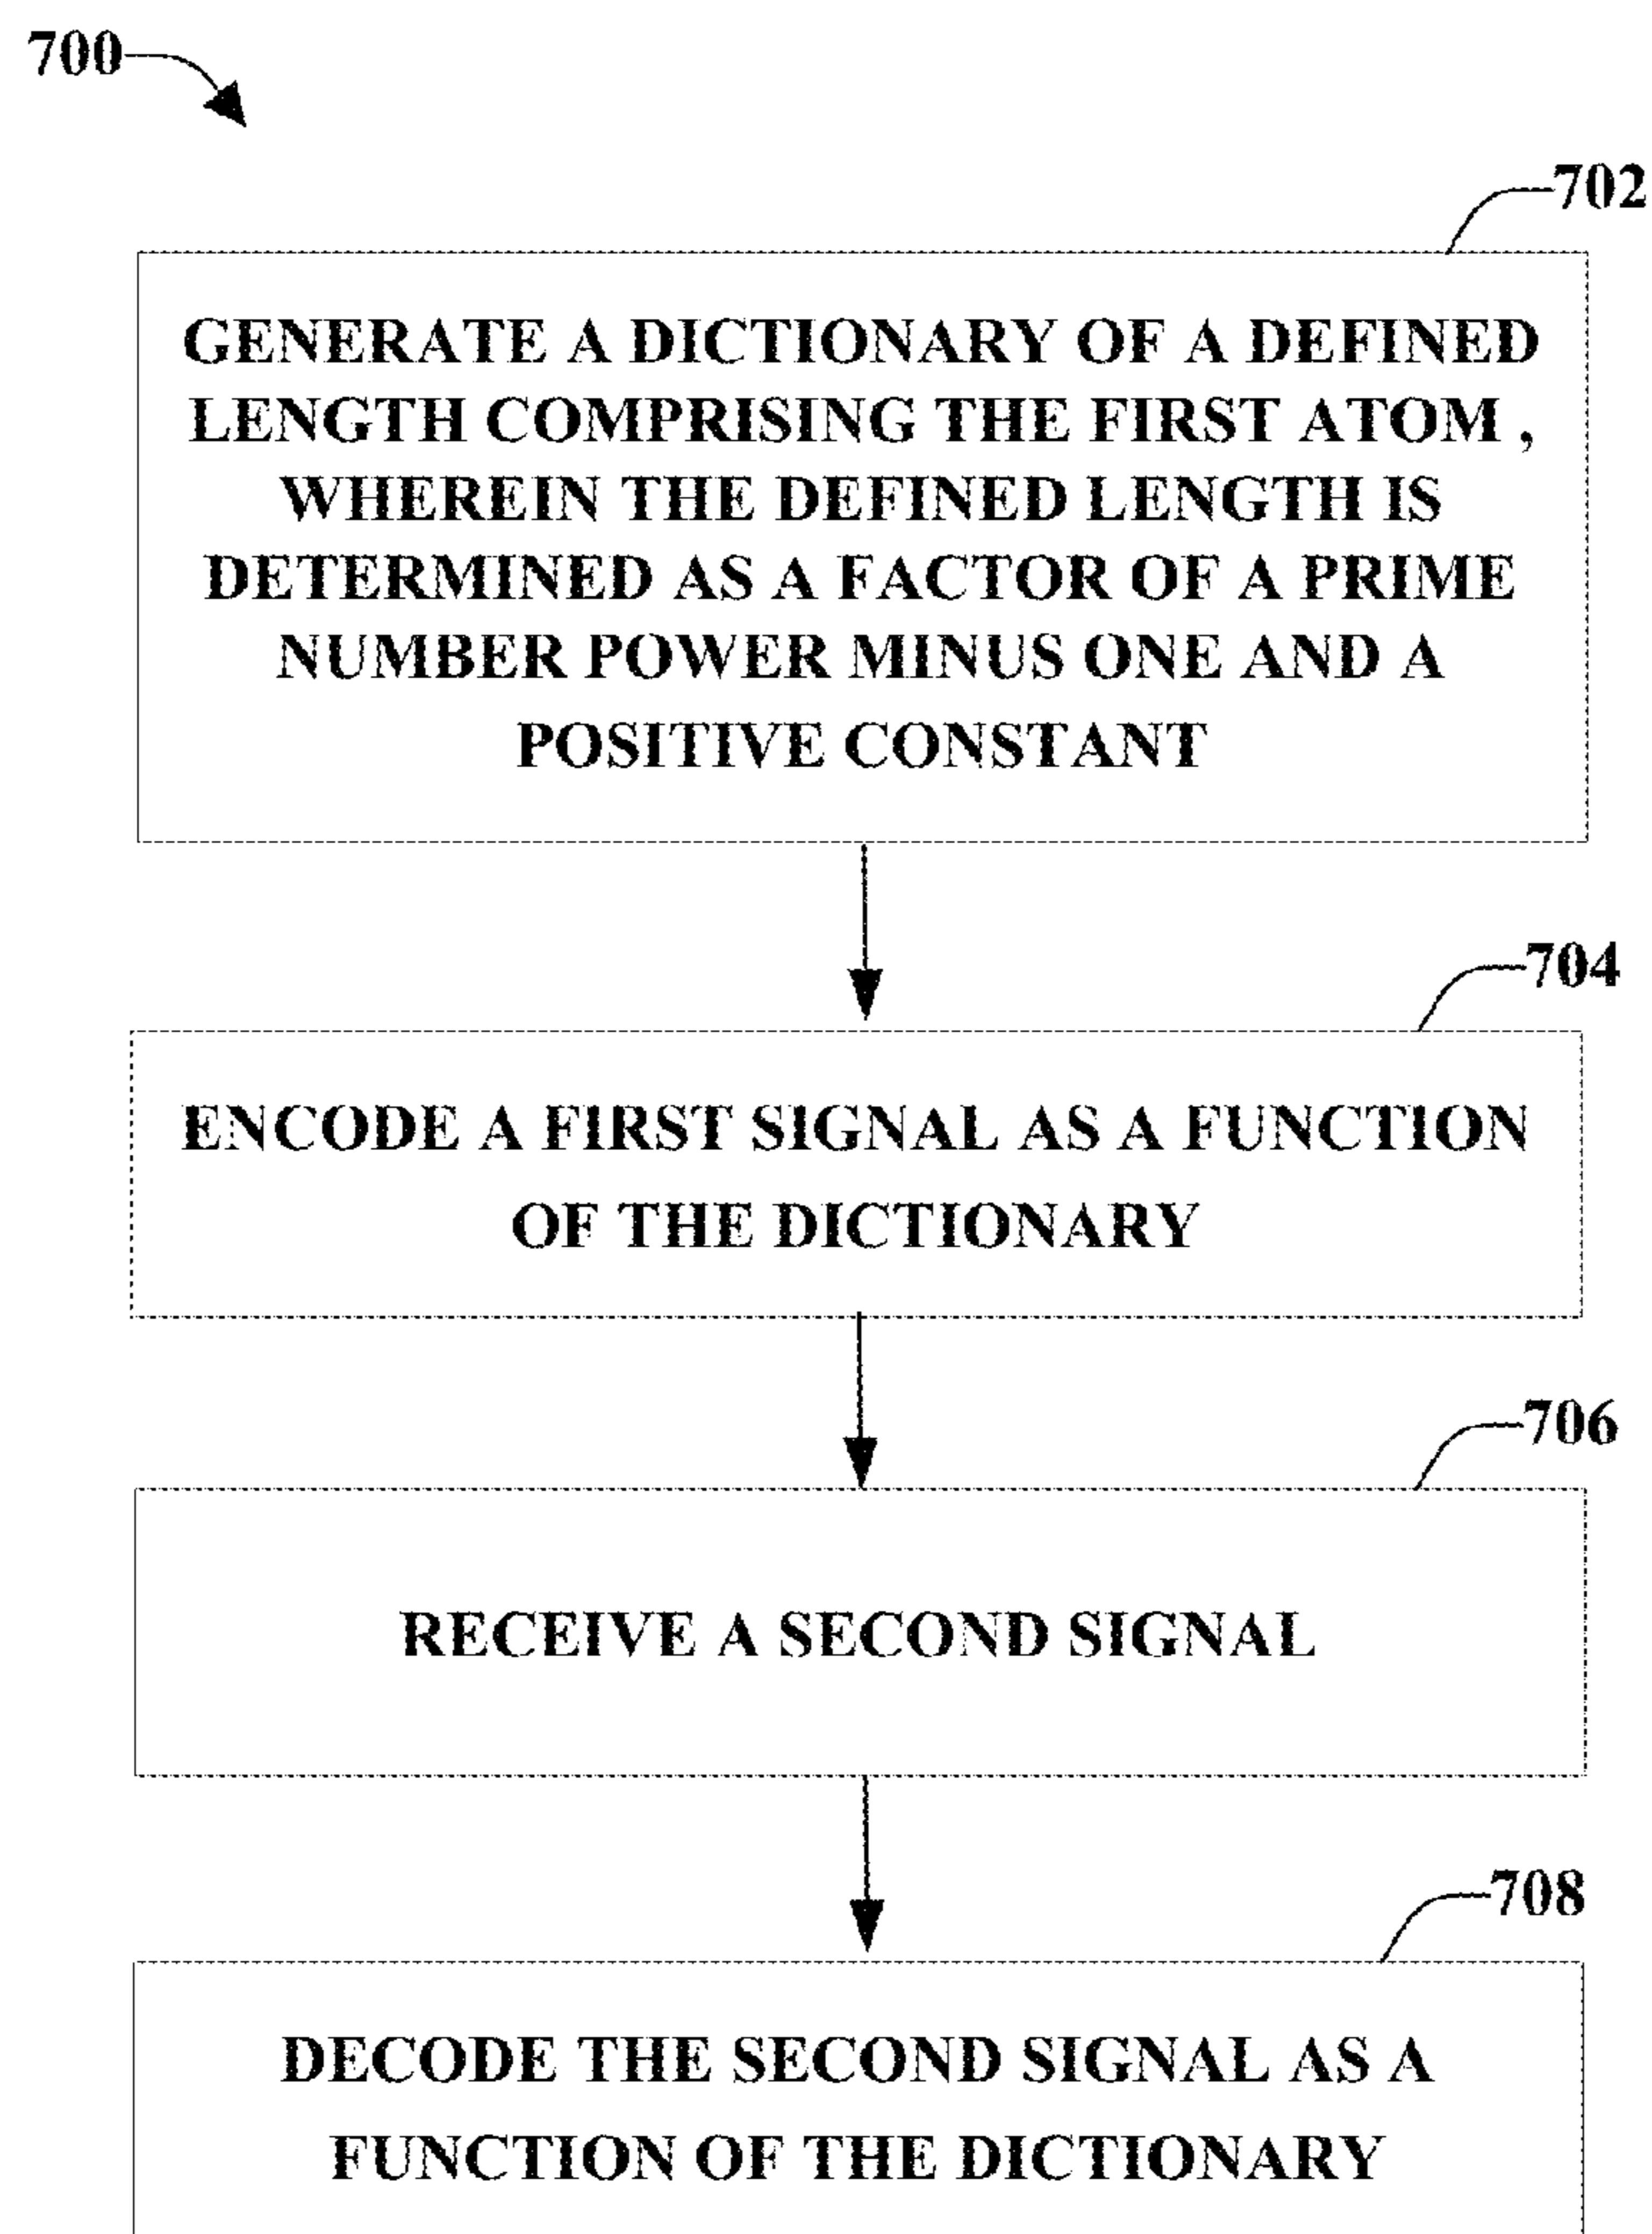 700
702
GENERATE A DICTIONARY OF A DEFINED
LENGTH COMPRISING THE FIRST ATOM ,
WHEREIN THE DEFINED LENGTH IS
DETERMINED AS A FACTOR OF A PRIME
NUMBER POWER MINUS ONE AND A
POSITIVE CONSTANT
704
ENCODE A FIRST SIGNAL AS A FUNCTION
OF THE DICTIONARY
706
RECEIVE A SECOND SIGNAL
708
DECODE THE SECOND SIGNAL AS A
FUNCTION OF THE DICTIONARY